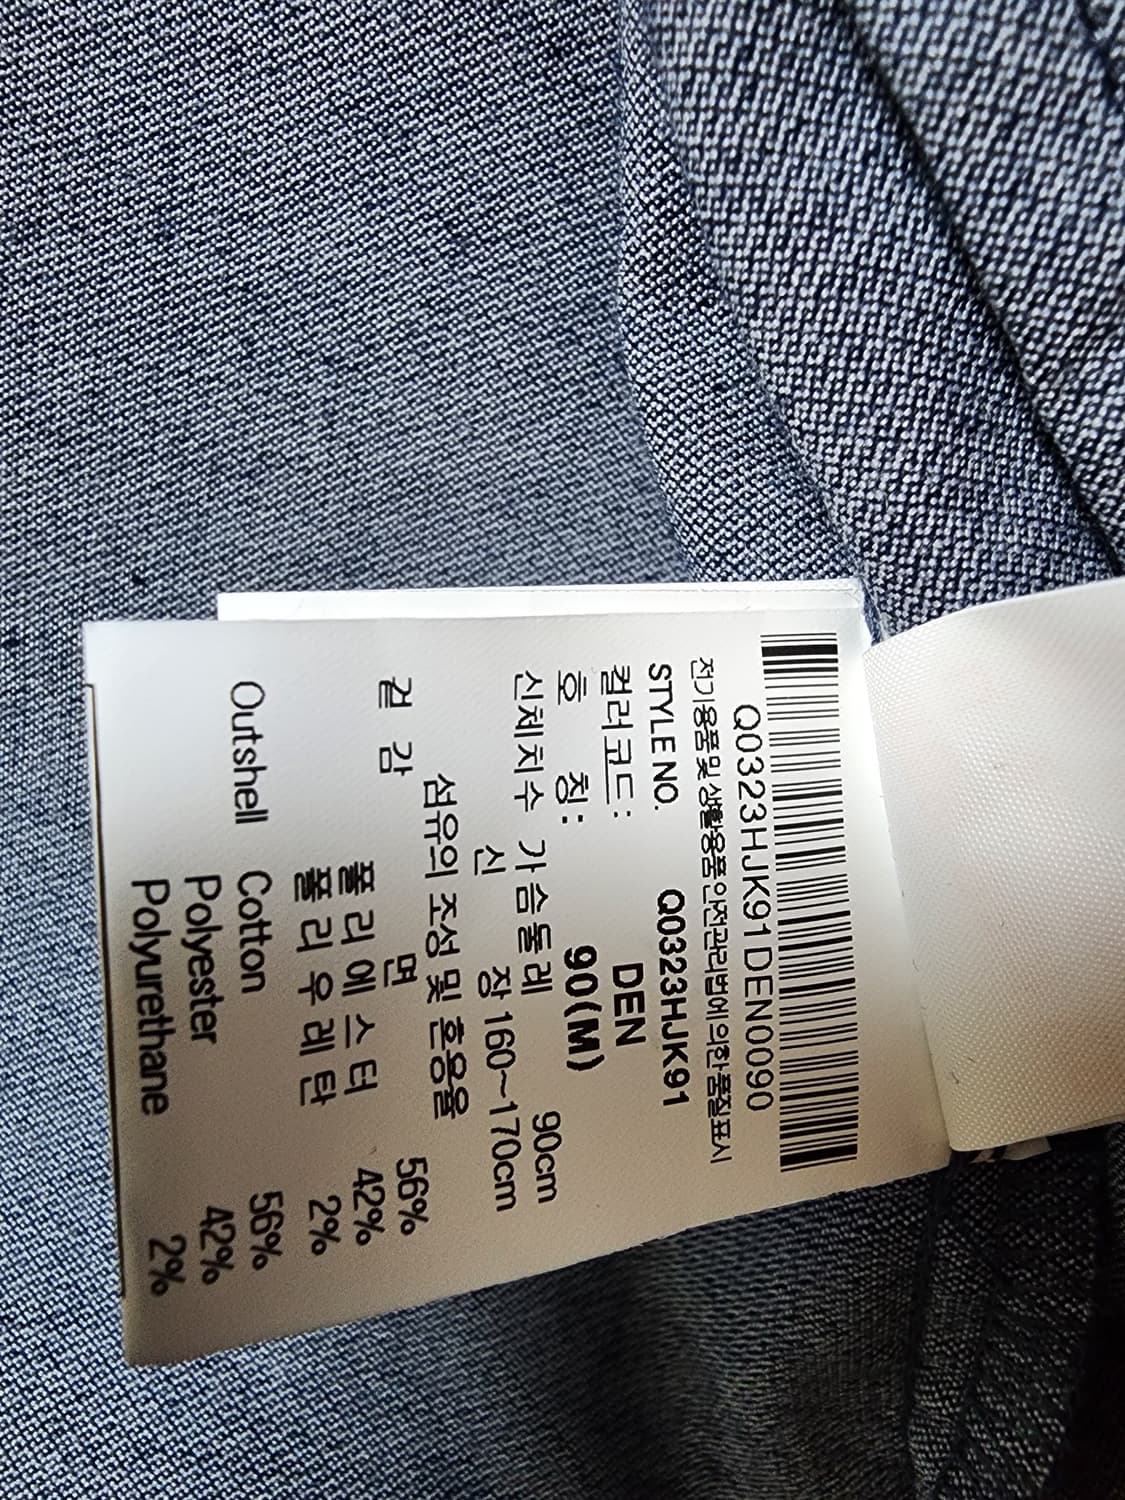 Q0323HJK91DEN0090
전기용품 및 생활용품 안전관리법에 의한 품질표시
STYLE NO. Q0323HJK91
컬러코드 : DEN
호 칭 : 90(M)
신체치수 가슴둘레 90cm
신 장 160~170cm
섬유의 조성 및 혼용율
겉 감 면 56%
폴리에스터 42%
폴리우레탄 2%
Outshell Cotton 56%
Polyester 42%
Polyurethane 2%